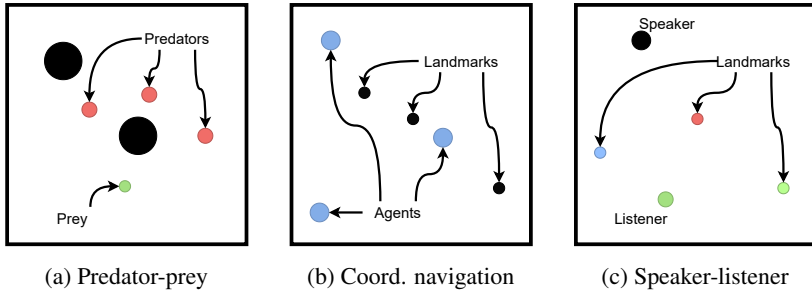 Predators
Prey
(a) Predator-prey
Landmarks
Agents
(b) Coord. navigation
Speaker
Landmarks
Listener
(c) Speaker-listener